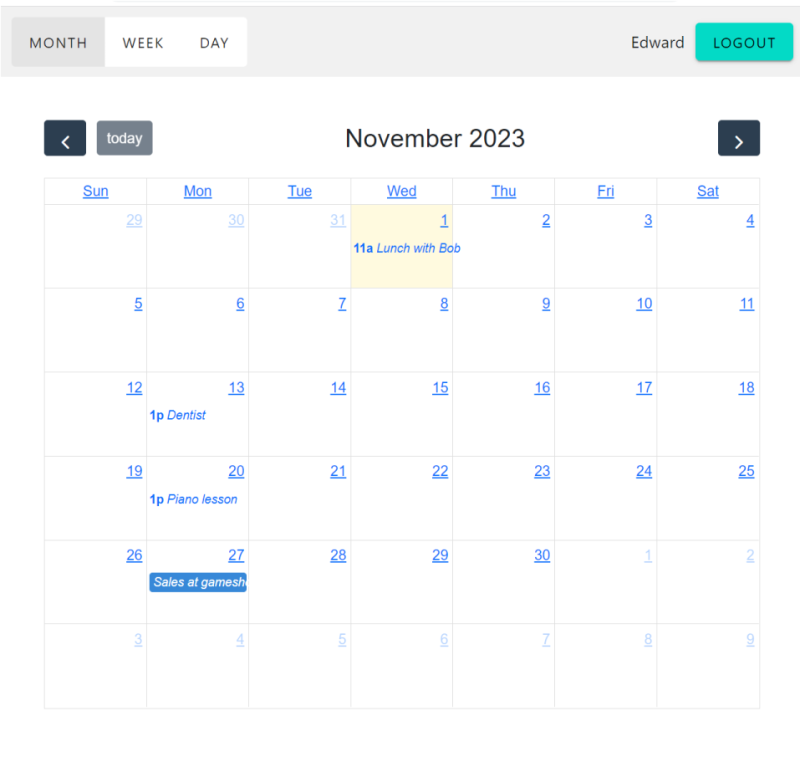 MONTH WEEK DAY Edward LOGOUT
today November 2023
Sun Mon Tue Wed Thu Fri Sat
29 30 31 1 2 3 4
11a Lunch with Bob
5 6 7 8 9 10 11
12 13 14 15 16 17 18
1p Dentist
19 20 21 22 23 24 25
1p Piano lesson
26 27 28 29 30 1 2
Sales at gamesh
3 4 5 6 7 8 9